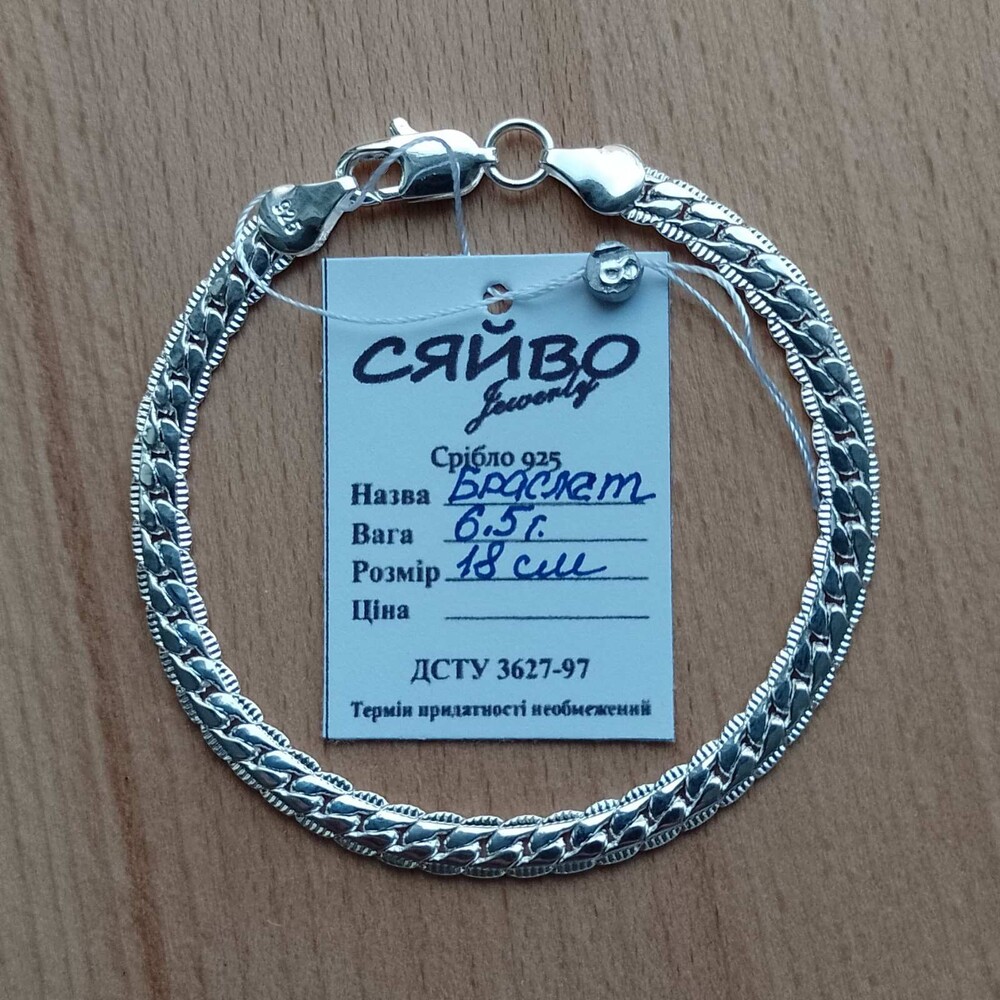 925
В
СЯЙВО
Jewerly
Срібло 925
Назва Браслет
Вага 6.5 г.
Розмір 18 см
Ціна
ДСТУ 3627-97
Термін придатності необмежений